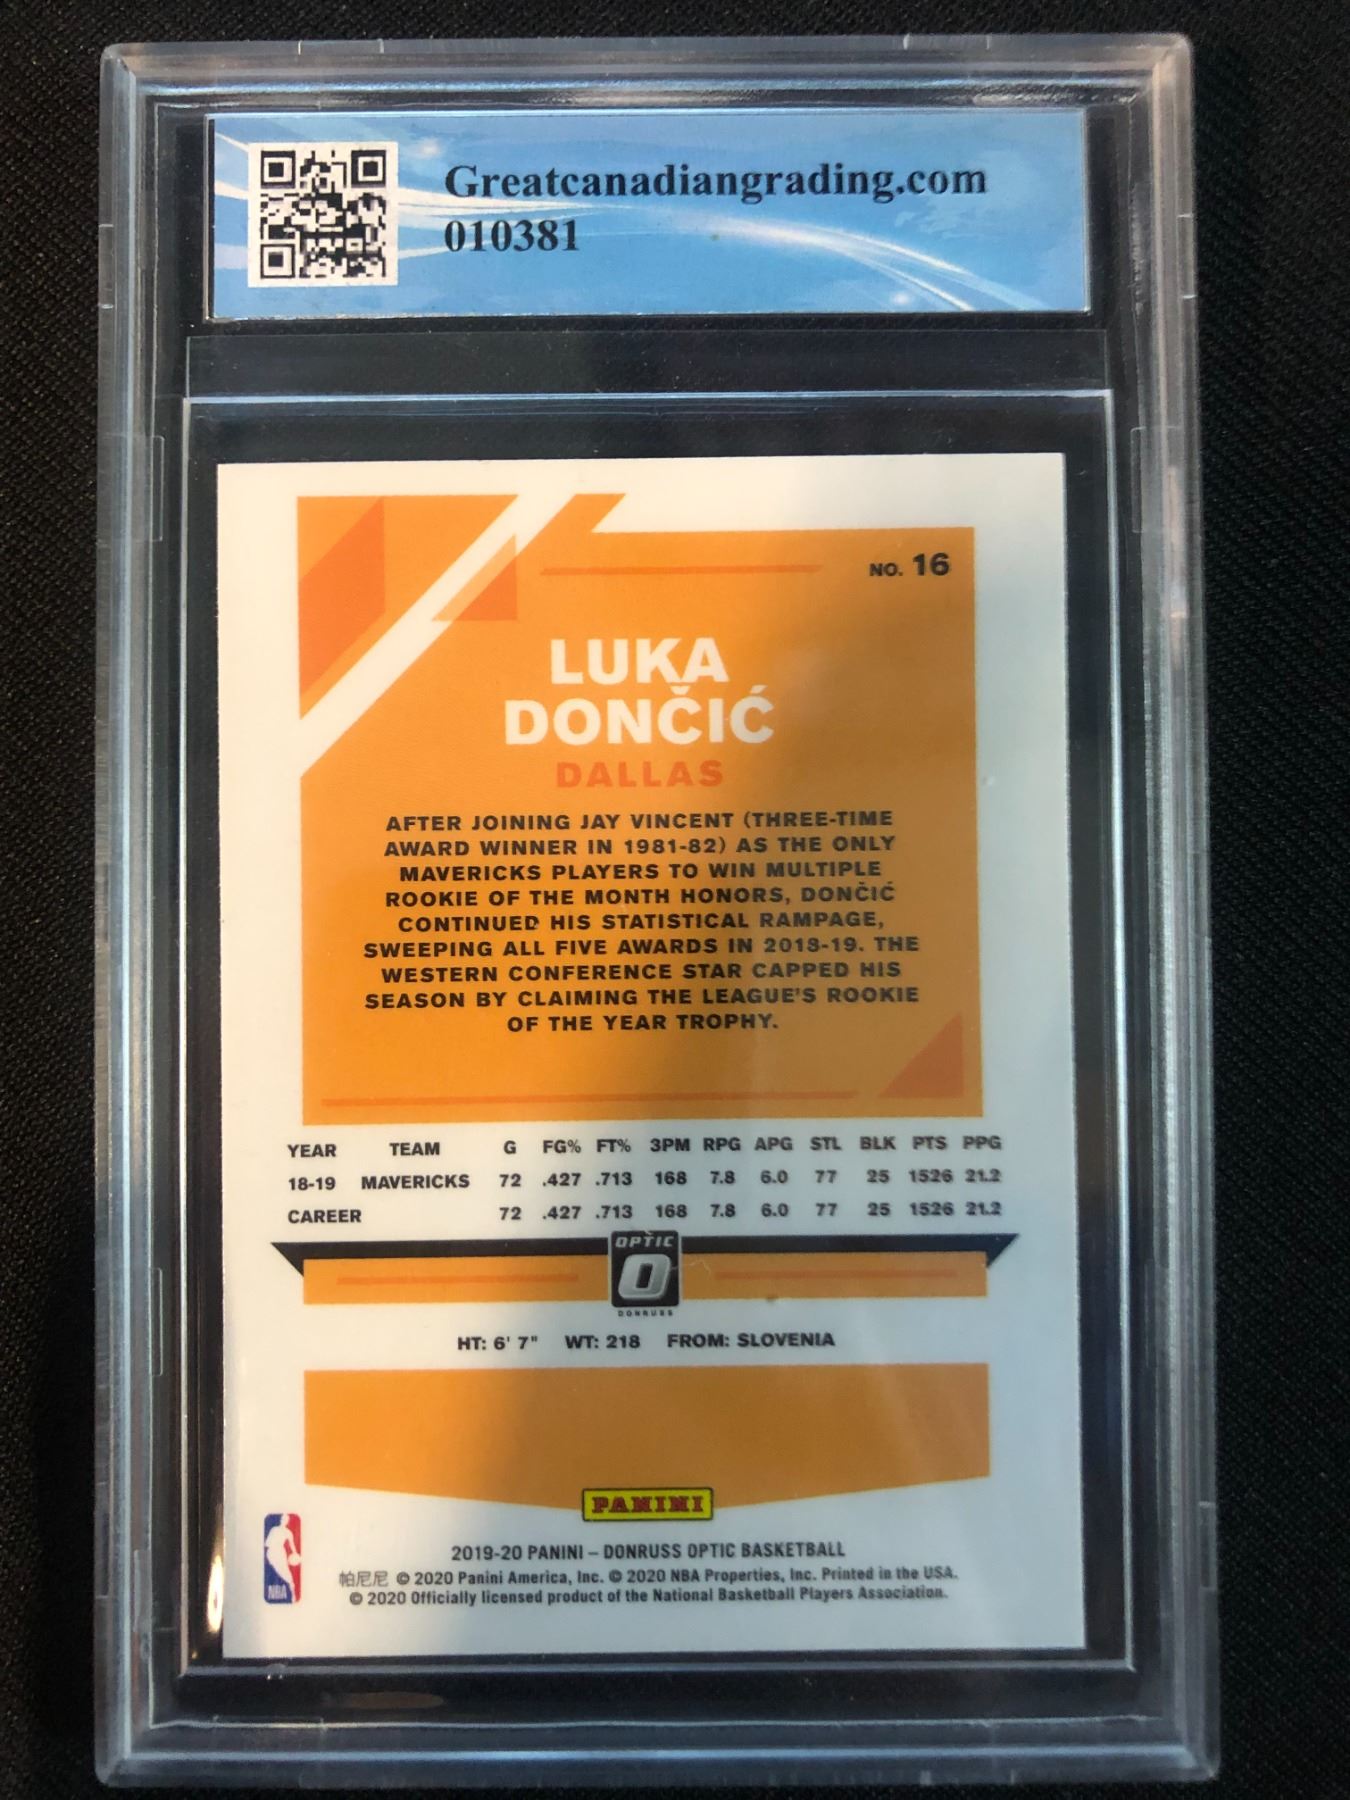 Greatcanadiangrading.com
010381
NO. 16
LUKA
DONČIĆ
DALLAS
AFTER JOINING JAY VINCENT (THREE-TIME
AWARD WINNER IN 1981-82) AS THE ONLY
MAVERICKS PLAYERS TO WIN MULTIPLE
ROOKIE OF THE MONTH HONORS, DONČIĆ
CONTINUED HIS STATISTICAL RAMPAGE,
SWEEPING ALL FIVE AWARDS IN 2018-19. THE
WESTERN CONFERENCE STAR CAPPED HIS
SEASON BY CLAIMING THE LEAGUE'S ROOKIE
OF THE YEAR TROPHY.
YEAR TEAM G FG% FT% 3PM RPG APG STL BLK PTS PPG
18-19 MAVERICKS 72 .427 .713 168 7.8 6.0 77 25 1526 21.2
CAREER 72 .427 .713 168 7.8 6.0 77 25 1526 21.2
OPTIC
O
DONRUSS
HT: 6' 7" WT: 218 FROM: SLOVENIA
PANINI
NBA
2019-20 PANINI – DONRUSS OPTIC BASKETBALL
帕尼尼 © 2020 Panini America, Inc. © 2020 NBA Properties, Inc. Printed in the USA.
© 2020 Officially licensed product of the National Basketball Players Association.